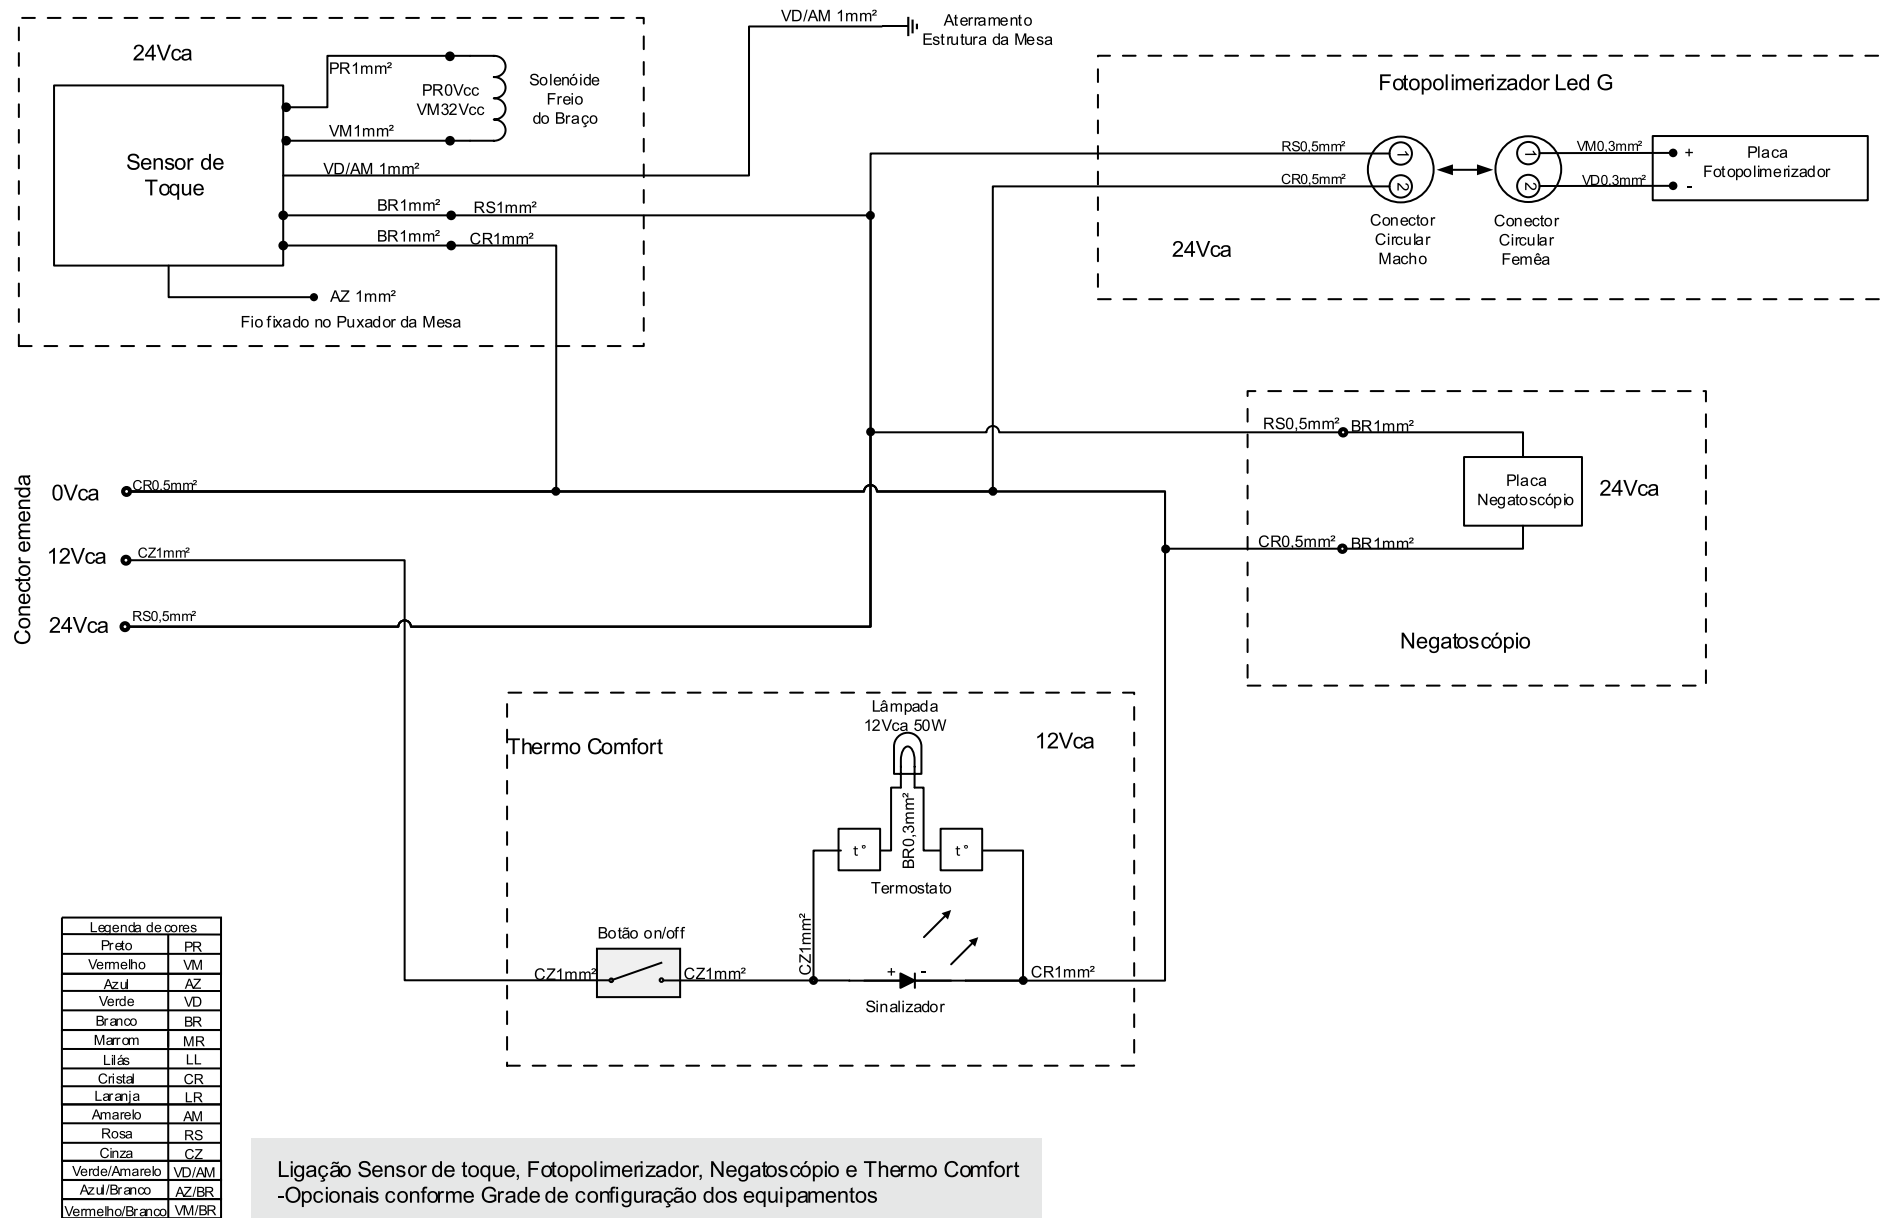 VD/AM 1mm²
Aterramento
Estrutura da Mesa
24Vca
PR1mm²
PR0Vcc
VM32Vcc
Solenóide
Freio
do Braço
VM1mm²
Sensor de
Toque
VD/AM 1mm²
BR1mm²
RS1mm²
BR1mm²
CR1mm²
AZ 1mm²
Fio fixado no Puxador da Mesa
Fotopolimerizador Led G
RS0,5mm²
1
1
VM0,3mm²
+
Placa
Fotopolimerizador
CR0,5mm²
2
2
VD0,3mm²
-
Conector
Circular
Macho
Conector
Circular
Femêa
24Vca
RS0,5mm²
BR1mm²
Placa
Negatoscópio
24Vca
CR0,5mm²
BR1mm²
Negatoscópio
Conector emenda
0Vca
CR0,5mm²
12Vca
CZ1mm²
24Vca
RS0,5mm²
Lâmpada
12Vca 50W
Thermo Comfort
12Vca
BR0,3mm²
t°
t°
Termostato
CZ1mm²
Botão on/off
CZ1mm²
CZ1mm²
+
-
CR1mm²
Sinalizador
Legenda de cores
Preto PR
Vermelho VM
Azul AZ
Verde VD
Branco BR
Marrom MR
Lilás LL
Cristal CR
Laranja LR
Amarelo AM
Rosa RS
Cinza CZ
Verde/Amarelo VD/AM
Azul/Branco AZ/BR
Vermelho/Branco VM/BR
Ligação Sensor de toque, Fotopolimerizador, Negatoscópio e Thermo Comfort
-Opcionais conforme Grade de configuração dos equipamentos